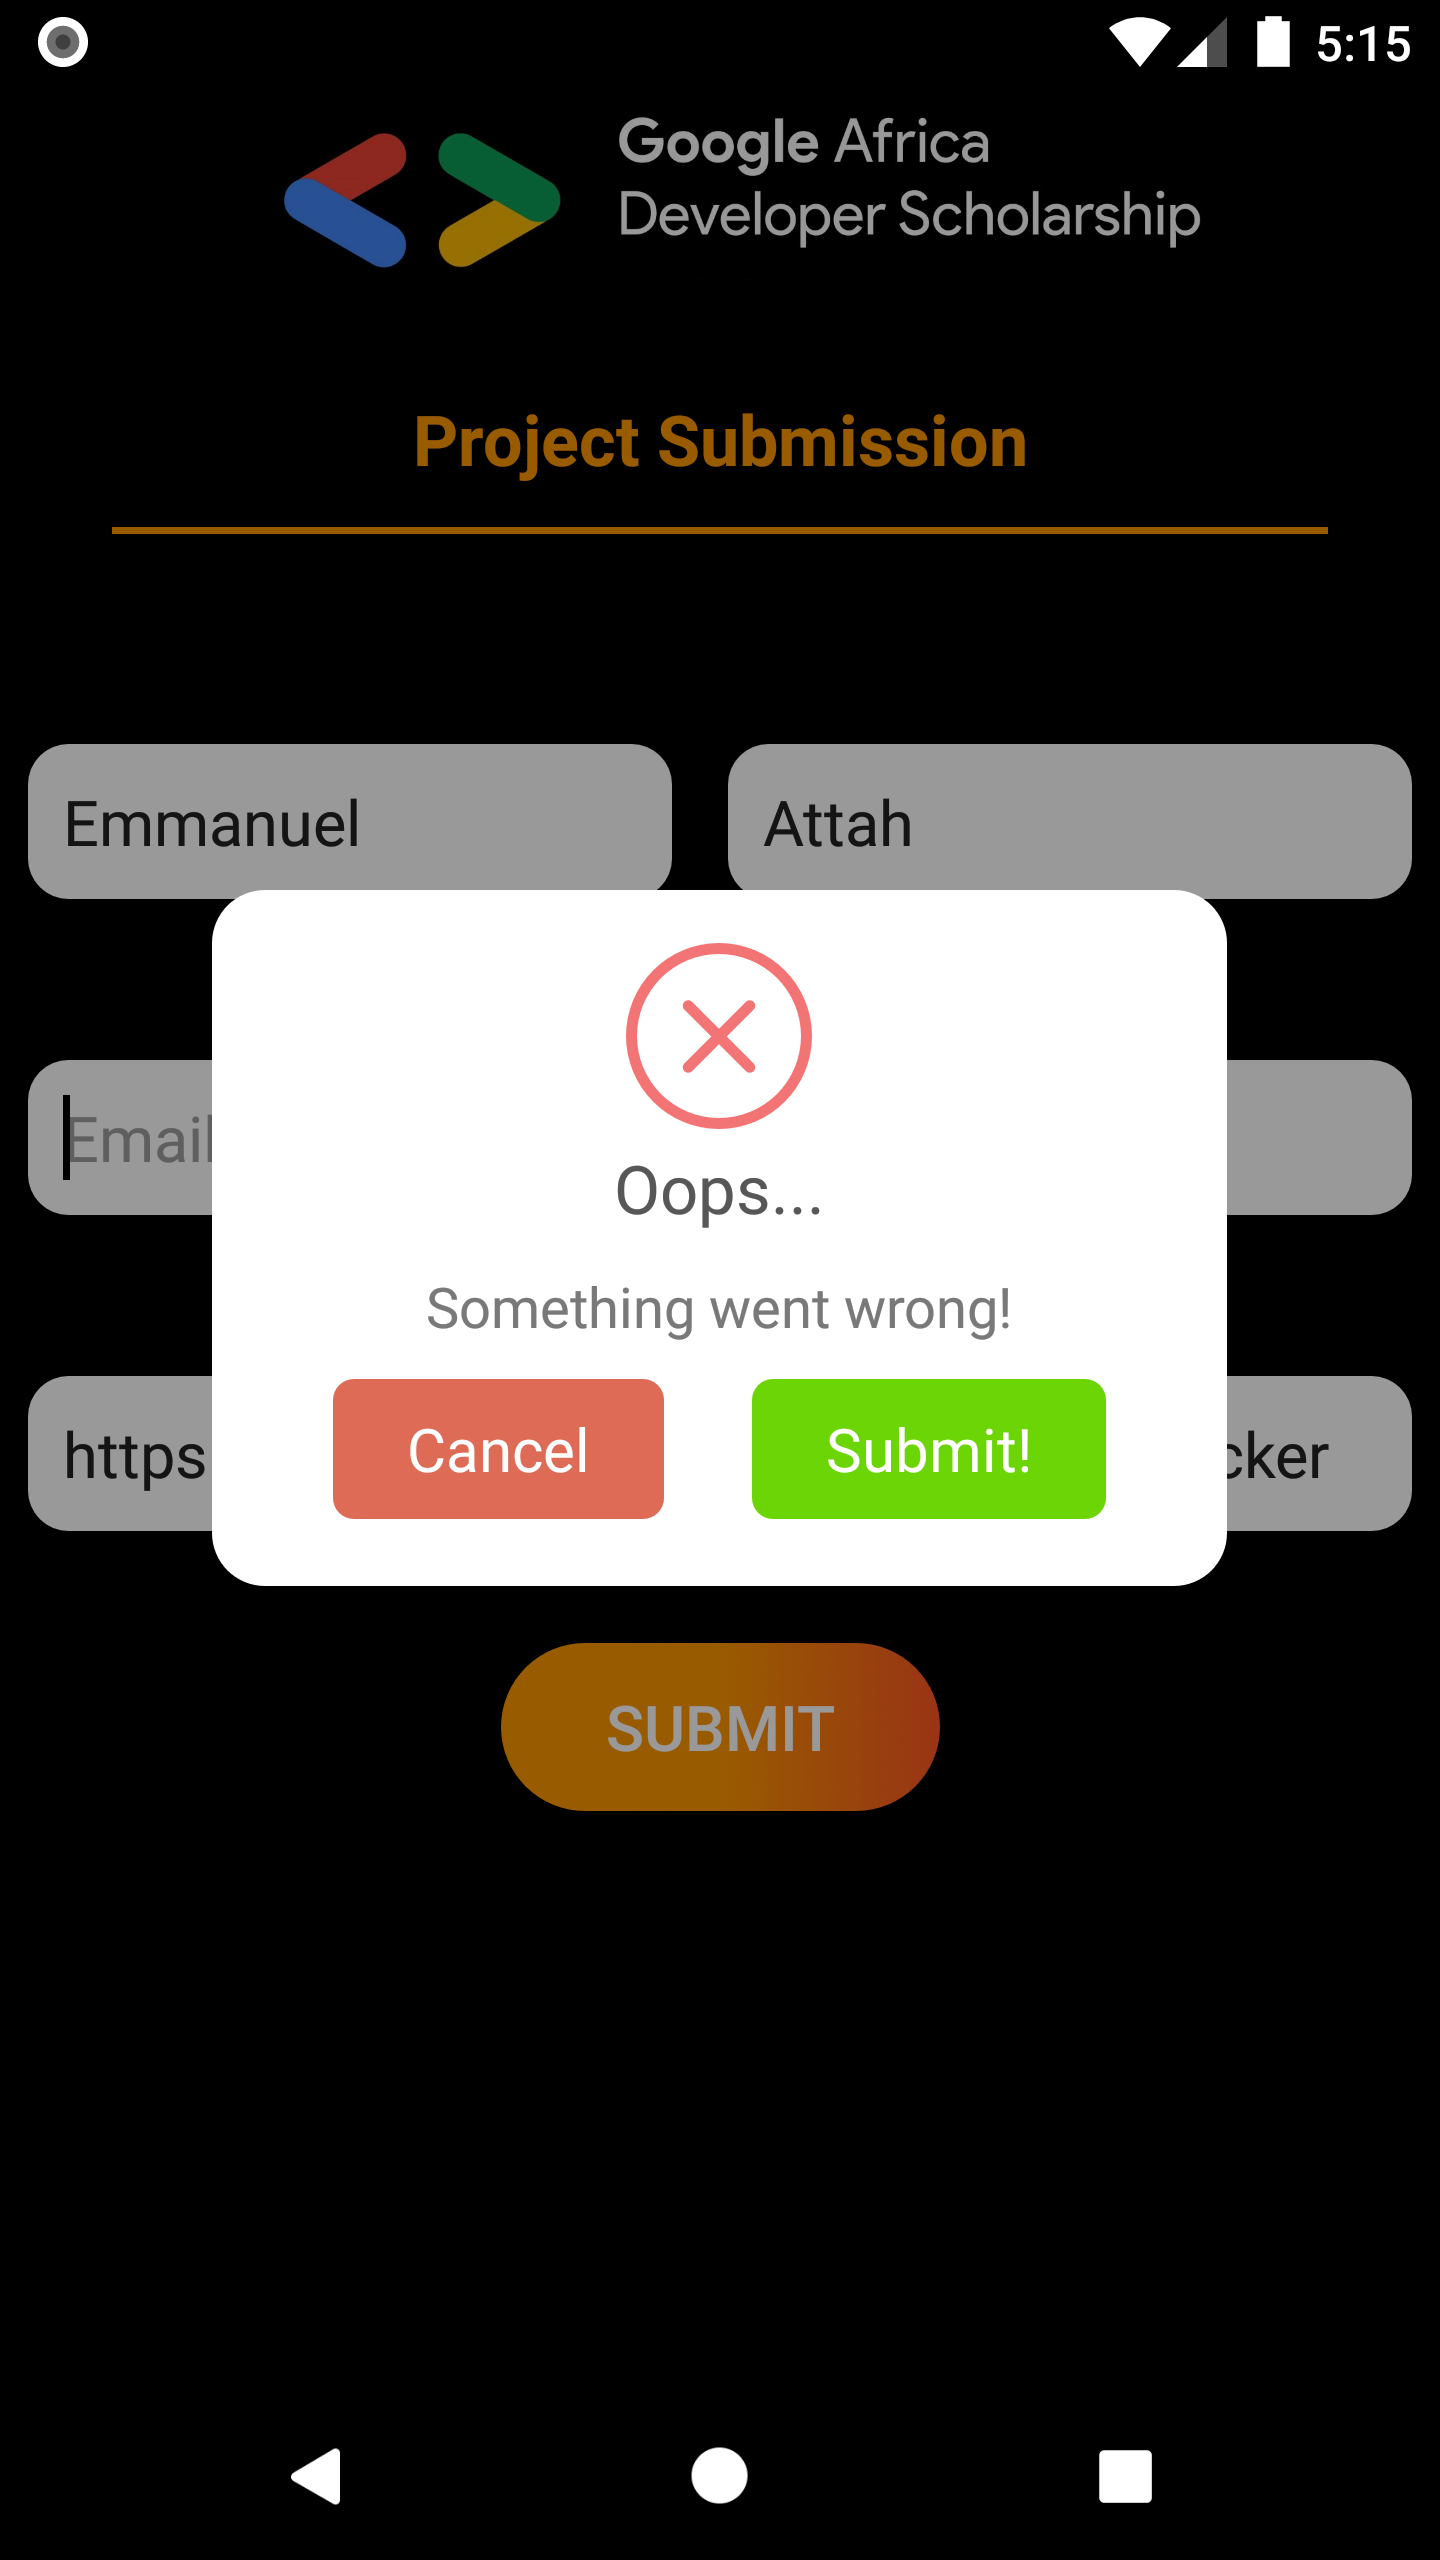 5:15
Google Africa
Developer Scholarship
Project Submission
Emmanuel
Attah
Email
Oops...
Something went wrong!
https
cker
Cancel
Submit!
SUBMIT